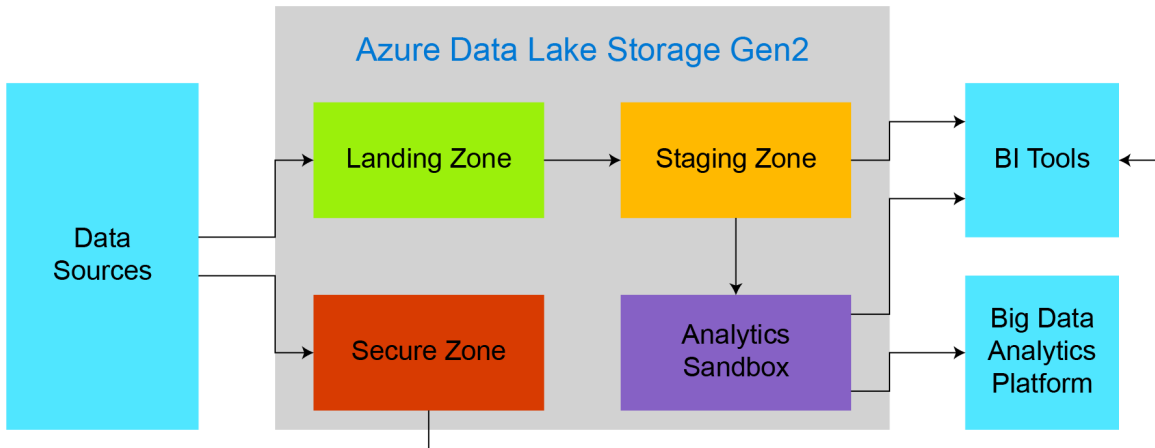 Azure Data Lake Storage Gen2
Data
Sources
Landing Zone
Staging Zone
BI Tools
Secure Zone
Analytics
Sandbox
Big Data
Analytics
Platform